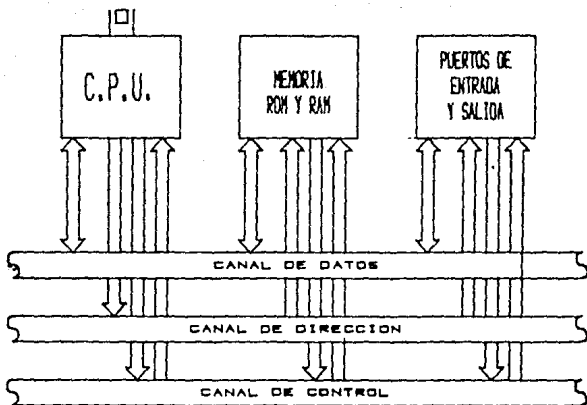 C.P.U.
MEMORIA
ROM Y RAM
PUERTOS DE
ENTRADA
Y SALIDA
CANAL DE DATOS
CANAL DE DIRECCION
CANAL DE CONTROL